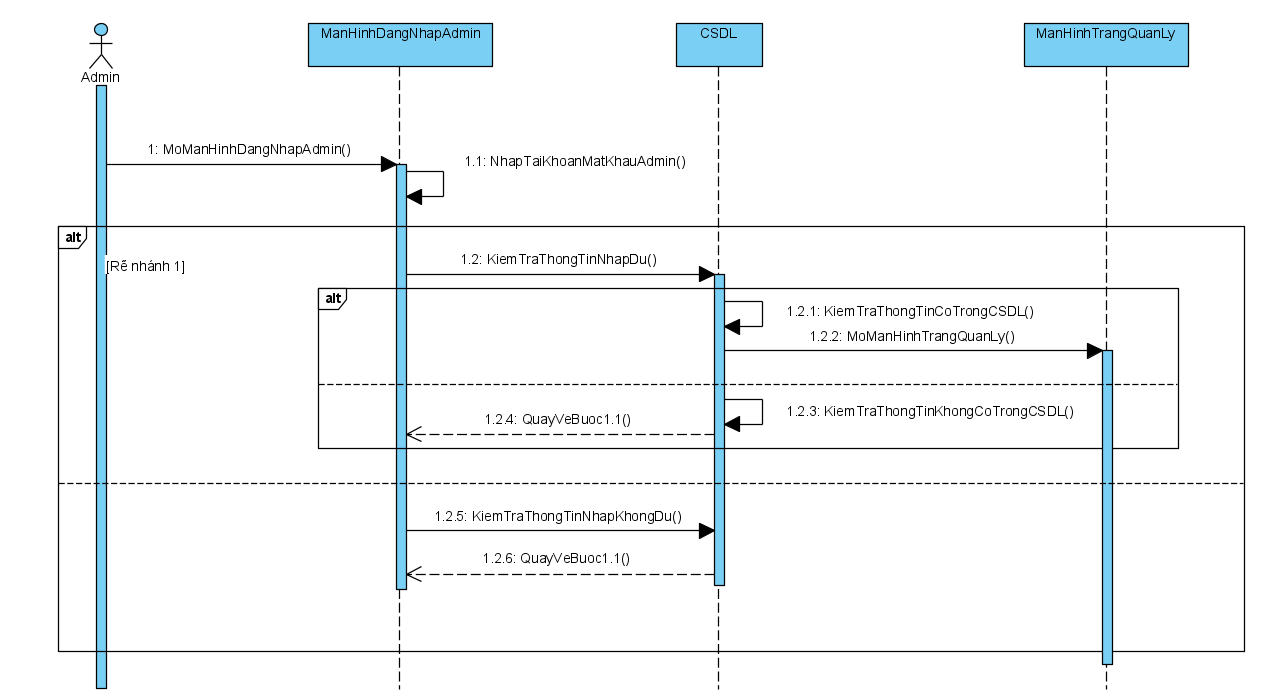 ManHinhDangNhapAdmin
CSDL
ManHinhTrangQuanLy
Admin
1: MoManHinhDangNhapAdmin()
1.1: NhapTaiKhoanMatKhauAdmin()
alt
[Rẽ nhánh 1]
1.2: KiemTraThongTinNhapDu()
alt
1.2.1: KiemTraThongTinCoTrongCSDL()
1.2.2: MoManHinhTrangQuanLy()
1.2.3: KiemTraThongTinKhongCoTrongCSDL()
1.2.4: QuayVeBuoc1.1()
1.2.5: KiemTraThongTinNhapKhongDu()
1.2.6: QuayVeBuoc1.1()